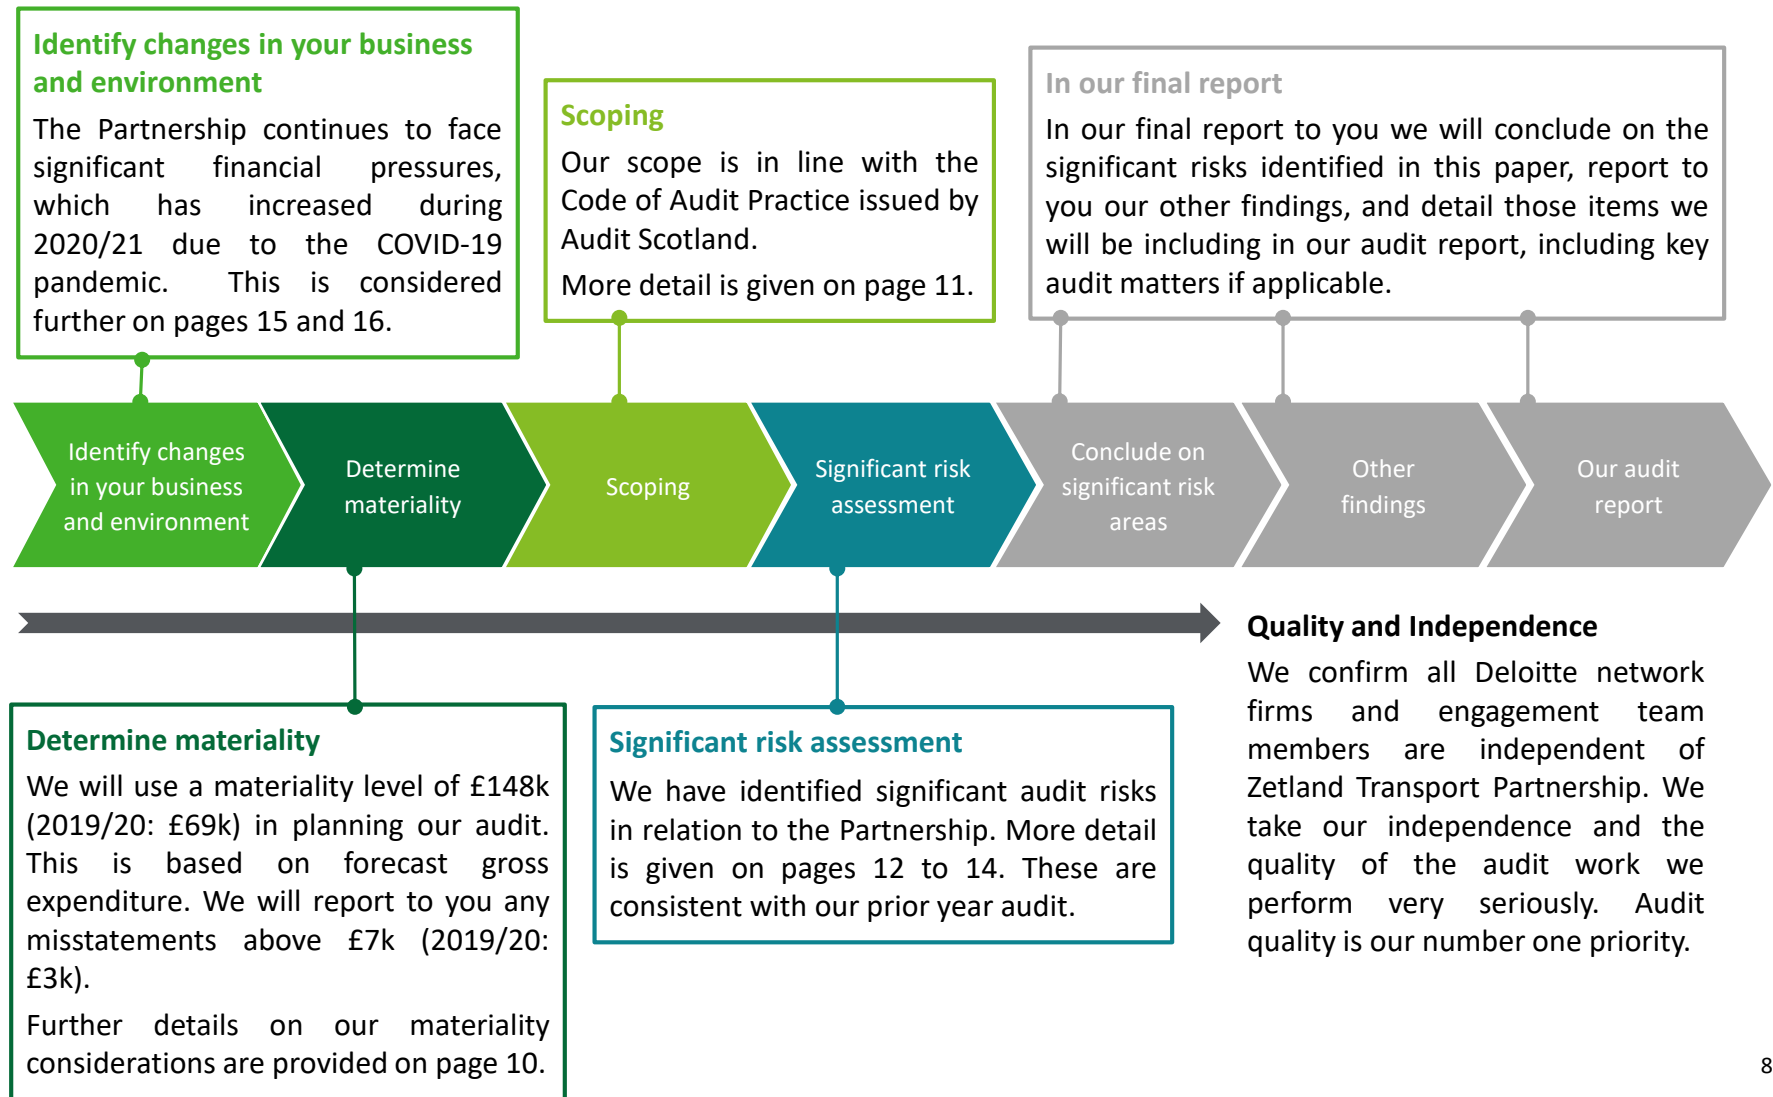 Identify changes in your business
and environment
The Partnership continues to face
significant financial pressures,
which has increased during
2020/21 due to the COVID-19
pandemic. This is considered
further on pages 15 and 16.
Scoping
Our scope is in line with the
Code of Audit Practice issued by
Audit Scotland.
More detail is given on page 11.
In our final report
In our final report to you we will conclude on the
significant risks identified in this paper, report to
you our other findings, and detail those items we
will be including in our audit report, including key
audit matters if applicable.
Identify changes
in your business
and environment
Determine
materiality
Scoping
Significant risk
assessment
Conclude on
significant risk
areas
Other
findings
Our audit
report
Determine materiality
We will use a materiality level of £148k
(2019/20: £69k) in planning our audit.
This is based on forecast gross
expenditure. We will report to you any
misstatements above £7k (2019/20:
£3k).
Further details on our materiality
considerations are provided on page 10.
Significant risk assessment
We have identified significant audit risks
in relation to the Partnership. More detail
is given on pages 12 to 14. These are
consistent with our prior year audit.
Quality and Independence
We confirm all Deloitte network
firms and engagement team
members are independent of
Zetland Transport Partnership. We
take our independence and the
quality of the audit work we
perform very seriously. Audit
quality is our number one priority.
8